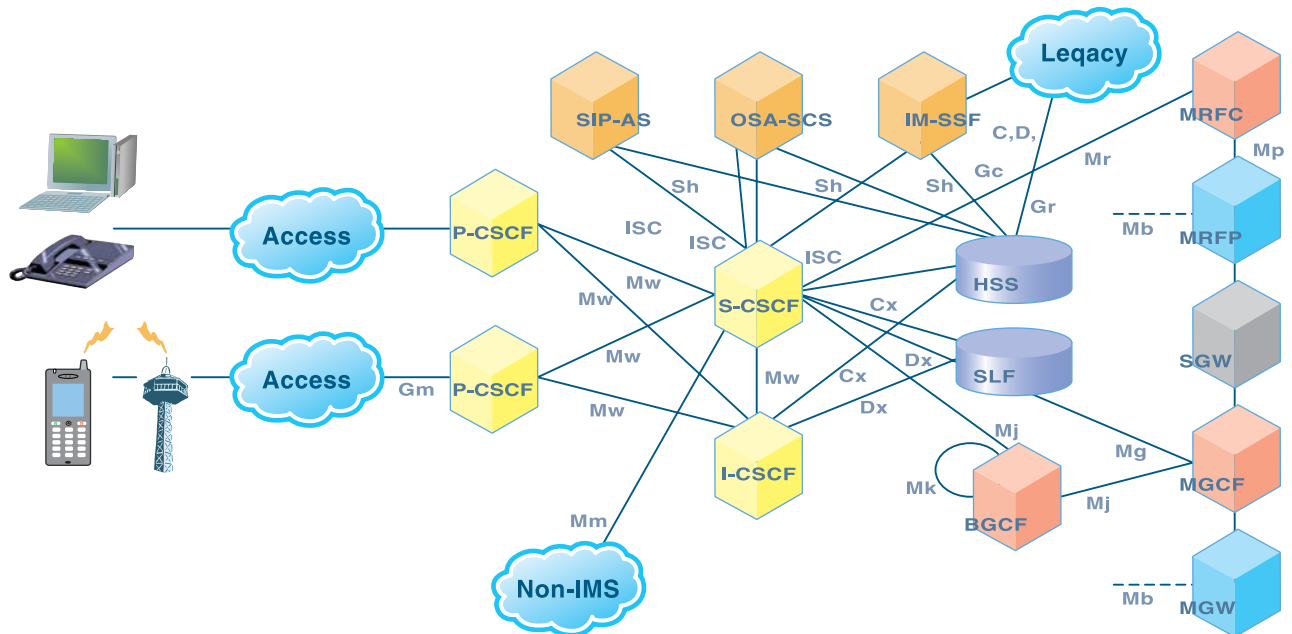 Leqacy
SIP-AS
OSA-SCS
IM-SSF
MRFC
C,D,
Mp
Gc
Mr
Sh
Sh
Sh
Gr
Mb
MRFP
Access
P-CSCF
ISC
ISC
ISC
HSS
Mw
Mw
S-CSCF
Cx
Mw
Dx
SGW
Access
Gm
P-CSCF
Mw
Cx
SLF
Mw
Dx
Mj
Mg
I-CSCF
Mk
MGCF
Mj
Mm
BGCF
Non-IMS
Mb
MGW